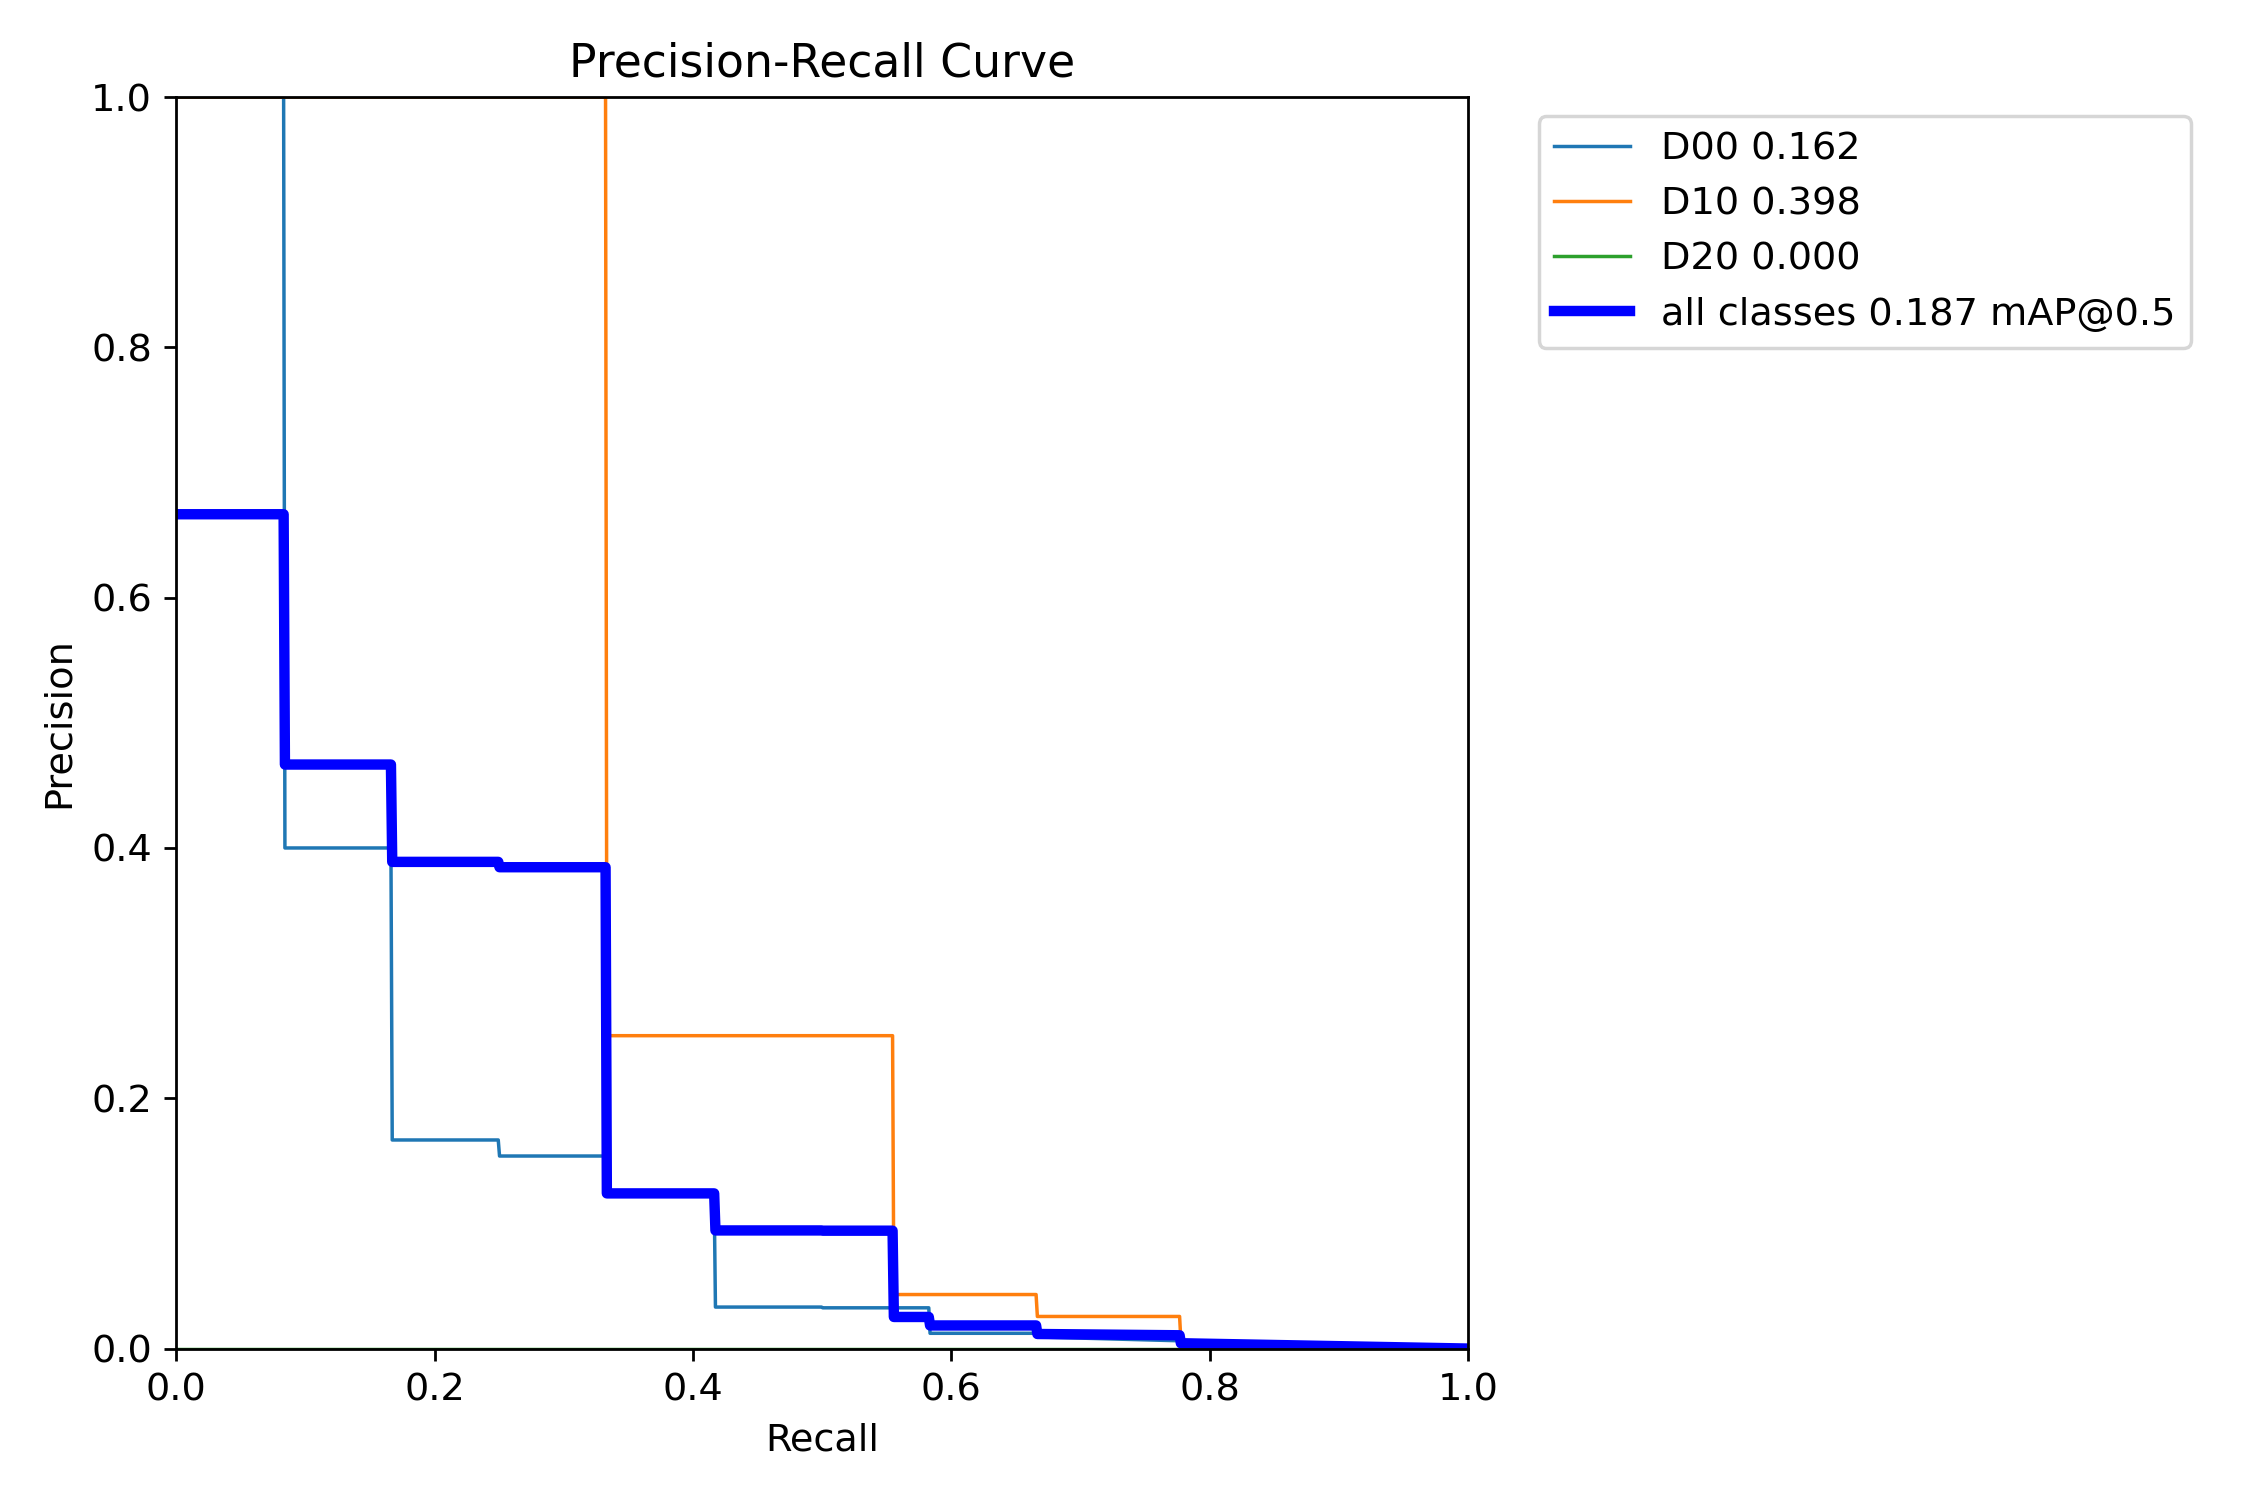 Precision-Recall Curve
1.0
0.8
0.6
0.4
0.2
0.0
Precision
0.0 0.2 0.4 0.6 0.8 1.0
Recall
D00 0.162
D10 0.398
D20 0.000
all classes 0.187 mAP@0.5